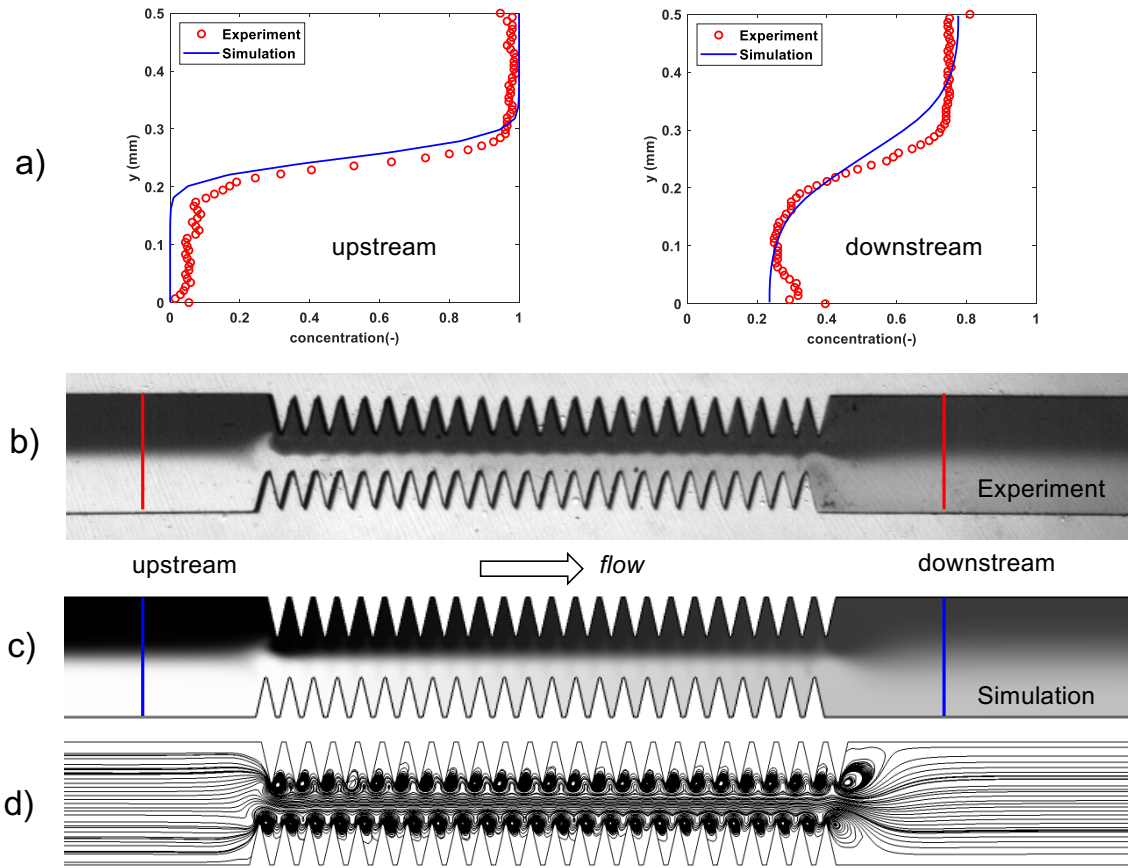 a)
0.5
0.4
0.3
0.2
0.1
0
y (mm)
Experiment
Simulation
upstream
0 0.2 0.4 0.6 0.8 1
concentration(-)
0.5
0.4
0.3
0.2
0.1
0
y (mm)
Experiment
Simulation
downstream
0 0.2 0.4 0.6 0.8 1
concentration(-)
b)
Experiment
upstream flow downstream
c)
Simulation
d)